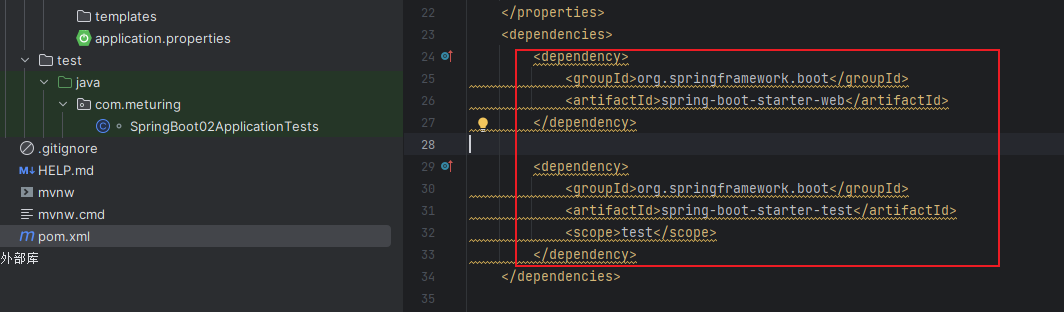 templates
application.properties
test
java
com.meturing
SpringBoot02ApplicationTests
.gitignore
M↓ HELP.md
mvnw
mvnw.cmd
m pom.xml
外部库
22 </properties>
23 <dependencies>
24 <dependency>
25 <groupId>org.springframework.boot</groupId>
26 <artifactId>spring-boot-starter-web</artifactId>
27 </dependency>
28
29 <dependency>
30 <groupId>org.springframework.boot</groupId>
31 <artifactId>spring-boot-starter-test</artifactId>
32 <scope>test</scope>
33 </dependency>
34 </dependencies>
35